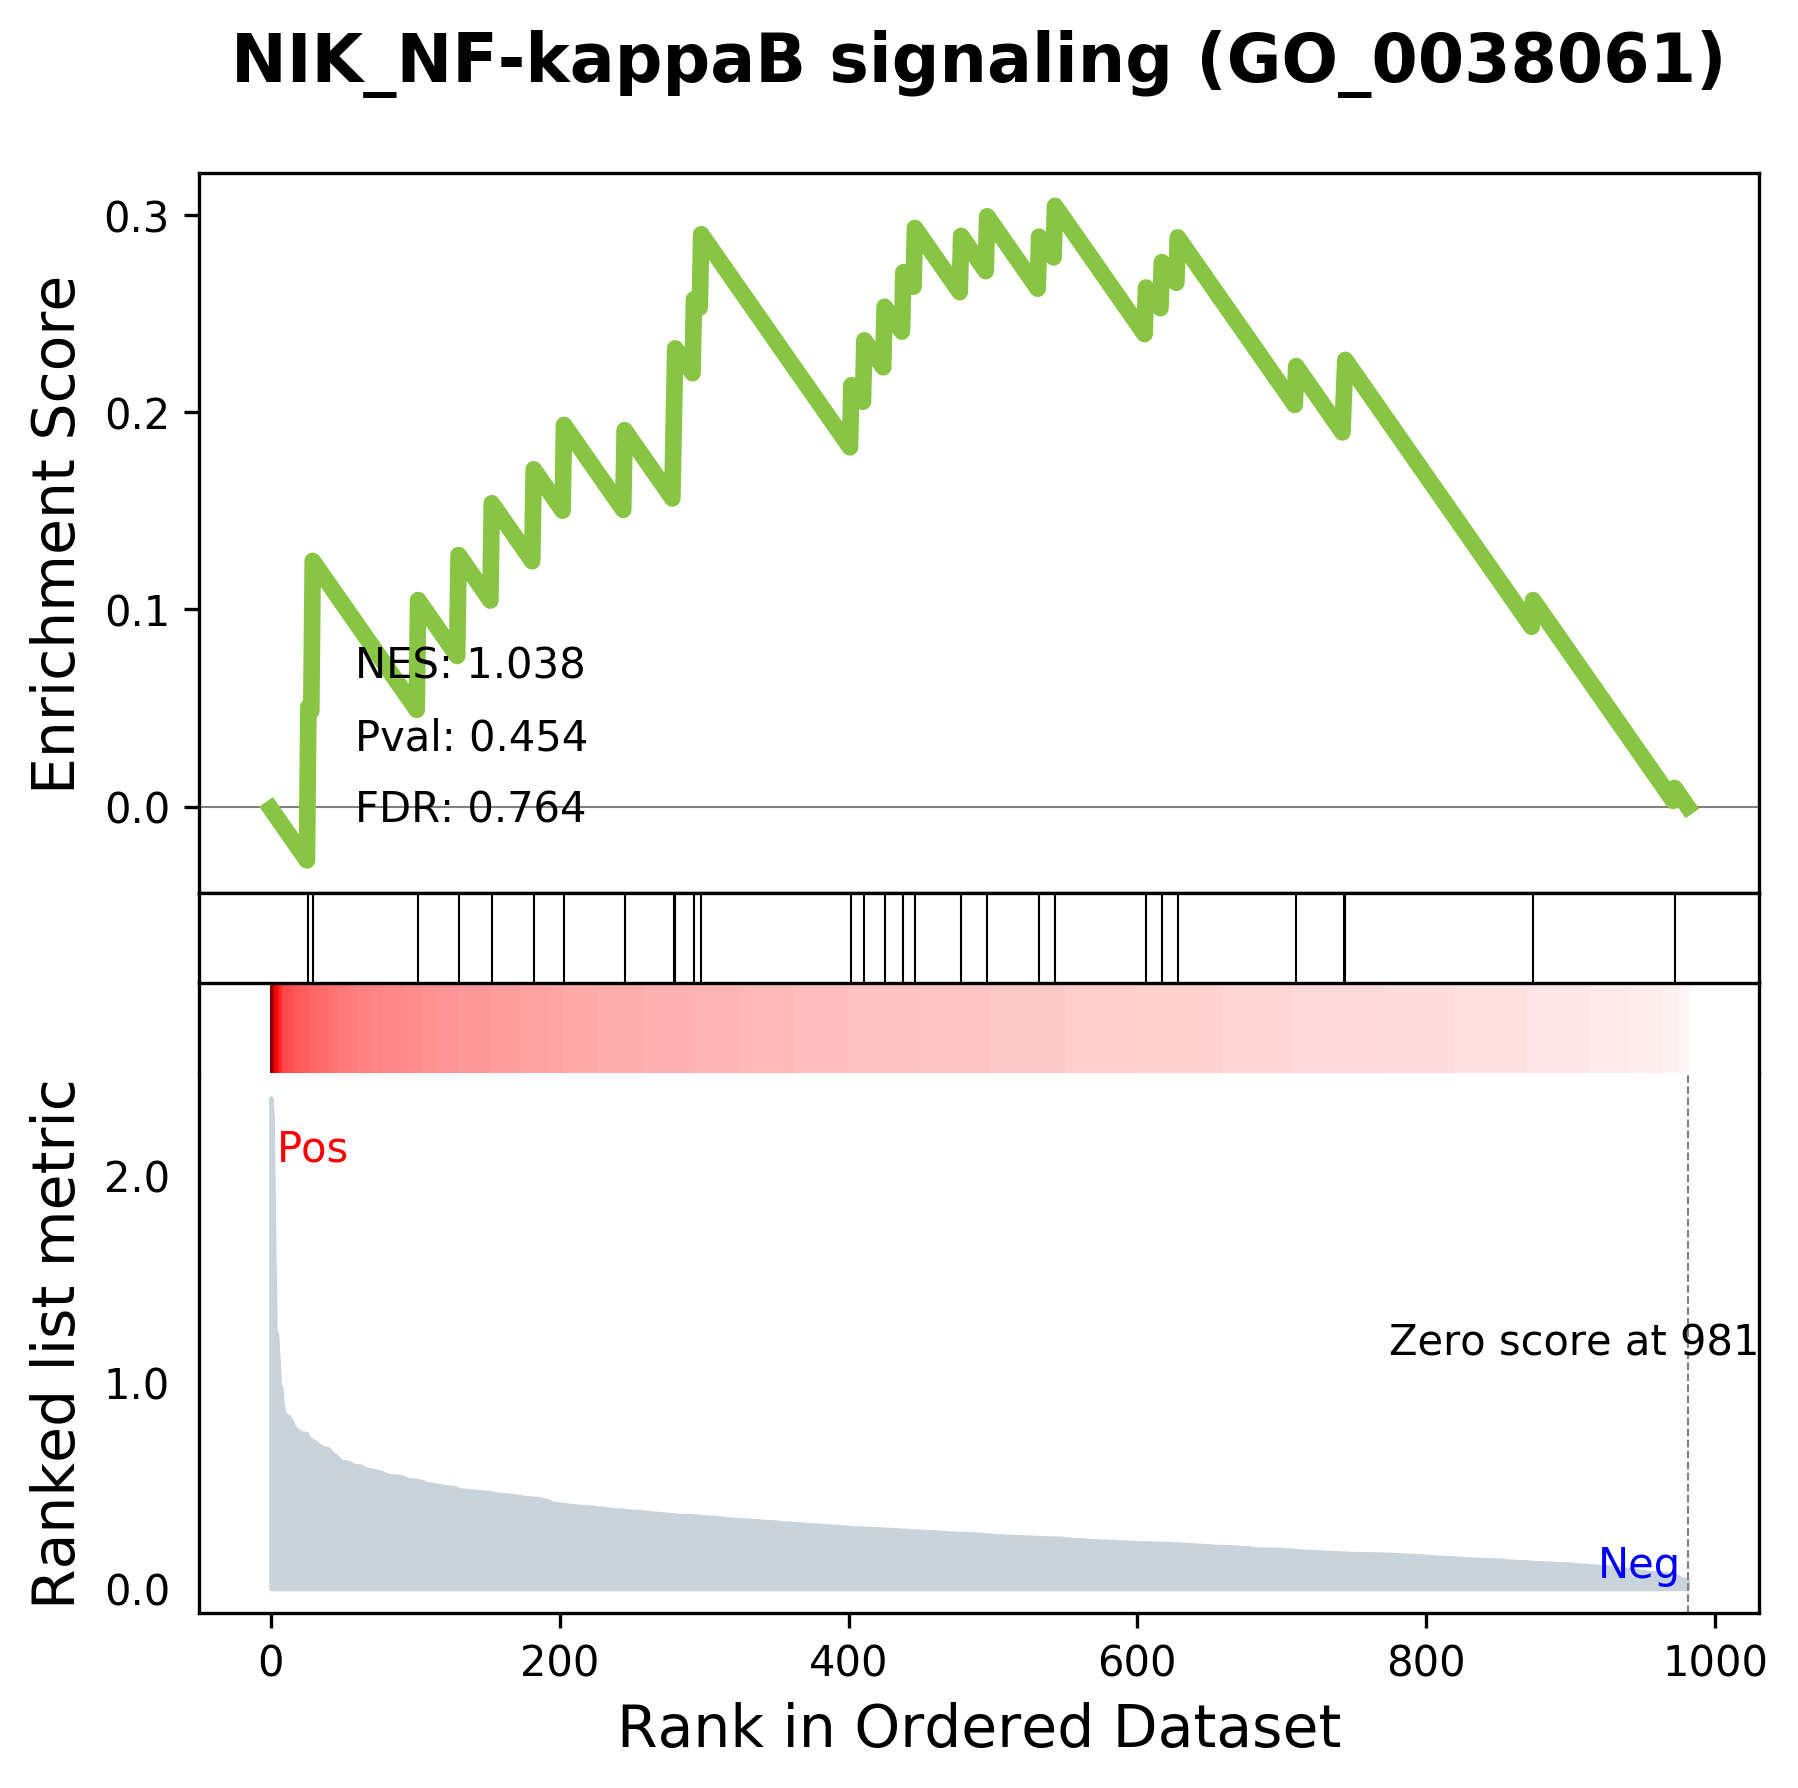 NIK_NF-kappaB signaling (GO_0038061)
Enrichment Score
0.3
0.2
0.1
0.0
NES: 1.038
Pval: 0.454
FDR: 0.764
Ranked list metric
2.0
1.0
0.0
Pos
Zero score at 981
Neg
0 200 400 600 800 1000
Rank in Ordered Dataset